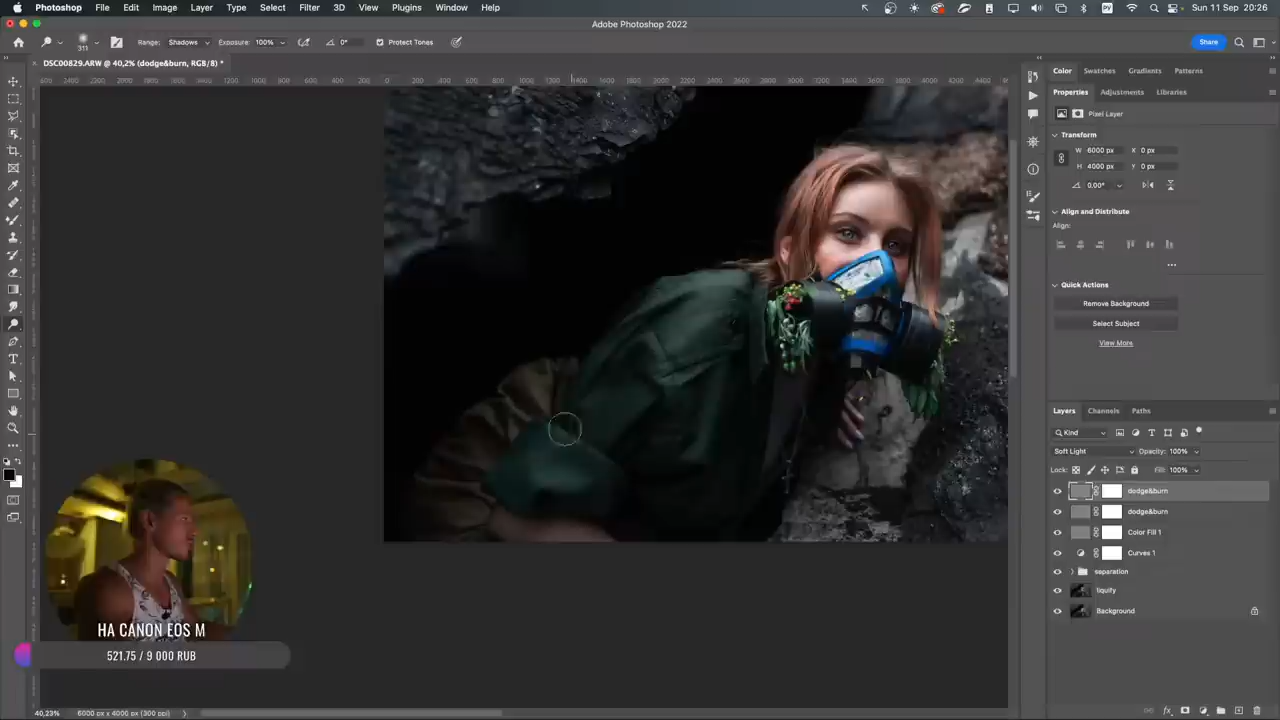 Photoshop File Edit Image Layer Type Select Filter 3D View Plugins Window Help Sun 11 Sep 20:26
Adobe Photoshop 2022
311 Range: Shadows Exposure: 100% 0° Protect Tones Share
DSC00829.ARW @ 40,2% (dodge&burn, RGB/8) *
Color Swatches Gradients Patterns
Properties Adjustments Libraries
Pixel Layer
Transform
W 6000 px X 0 px
H 4000 px Y 0 px
0.00°
Align and Distribute
Align:
Quick Actions
Remove Background
Select Subject
View More
Layers Channels Paths
Kind
Soft Light Opacity: 100%
Lock: Fill: 100%
dodge&burn
dodge&burn
Color Fill 1
Curves 1
separation
liquify
Background
НА CANON EOS M
521.75 / 9 000 RUB
40,23% 6000 px x 4000 px (300 ppi)